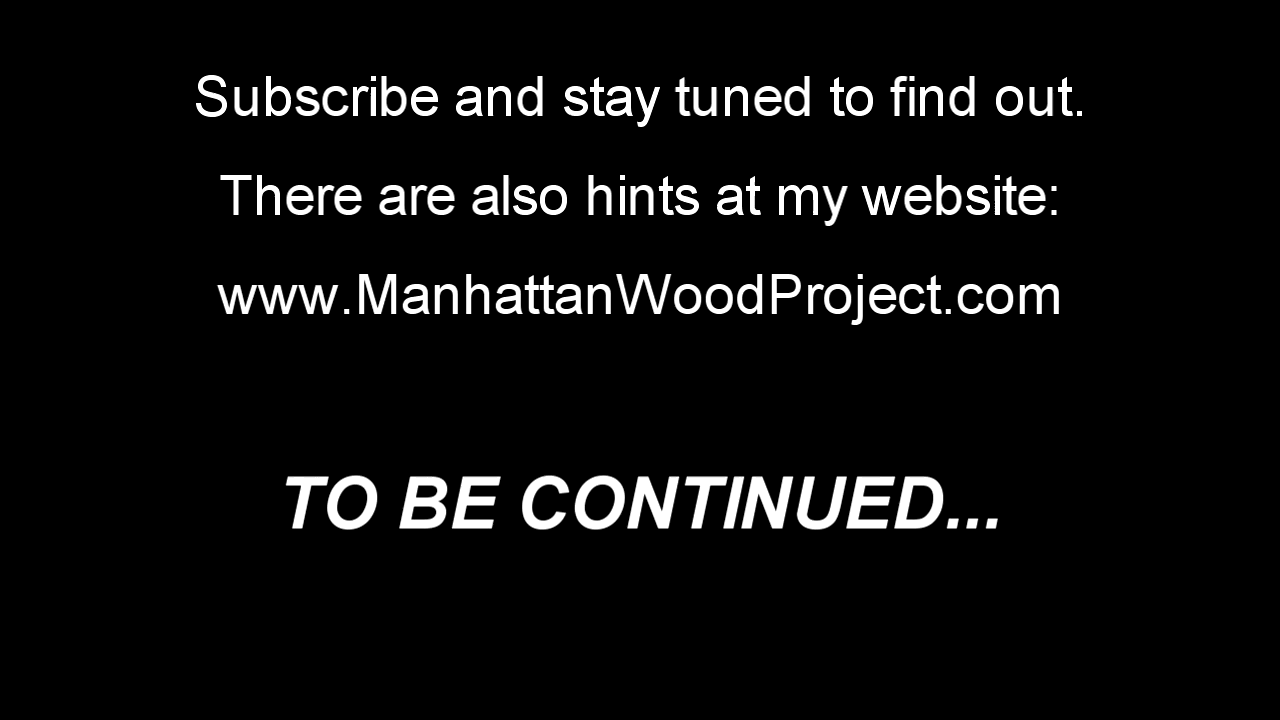 Subscribe and stay tuned to find out.
There are also hints at my website:
www.ManhattanWoodProject.com
TO BE CONTINUED...